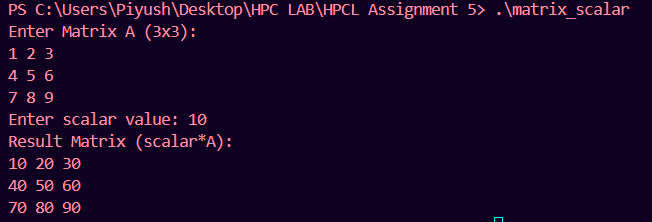 PS C:\Users\Piyush\Desktop\HPC LAB\HPCL Assignment 5> .\matrix_scalar
Enter Matrix A (3x3):
1 2 3
4 5 6
7 8 9
Enter scalar value: 10
Result Matrix (scalar*A):
10 20 30
40 50 60
70 80 90